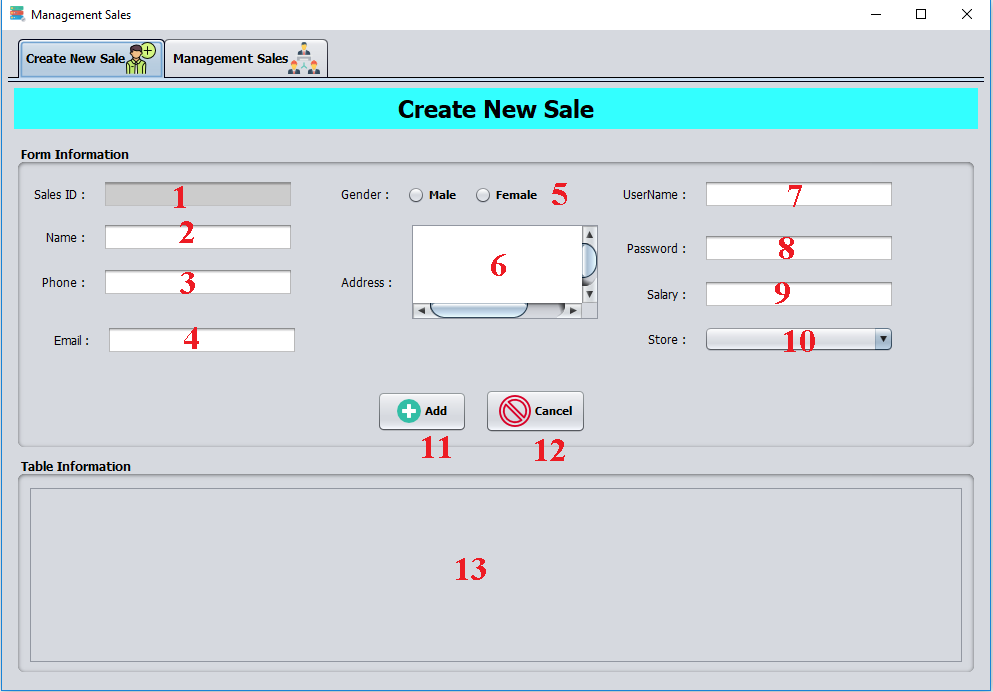 Management Sales
Create New Sale Management Sales
Create New Sale
Form Information
Sales ID : 1 Gender : Male Female 5 UserName : 7
Name : 2
Phone : 3 Address : 6 Password : 8
Salary : 9
Email : 4 Store : 10
Add Cancel
11 12
Table Information
13